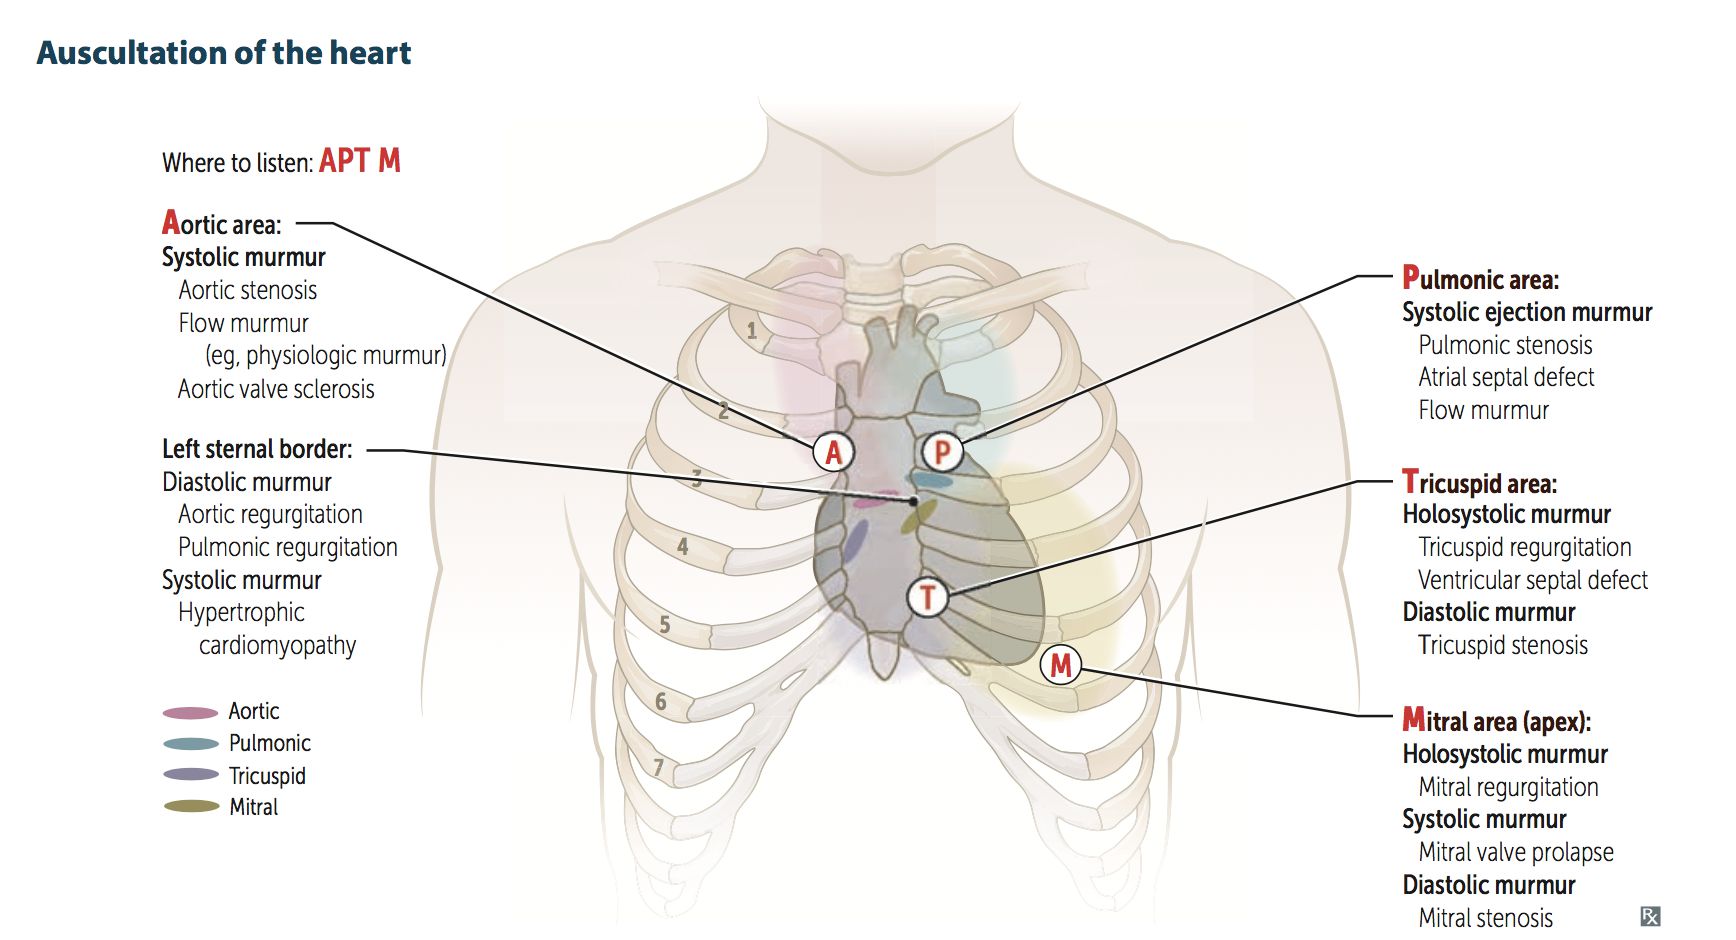 Auscultation of the heart
Where to listen: APT M
Aortic area:
Systolic murmur
Aortic stenosis
Flow murmur
(eg, physiologic murmur)
Aortic valve sclerosis
Left sternal border:
Diastolic murmur
Aortic regurgitation
Pulmonic regurgitation
Systolic murmur
Hypertrophic
cardiomyopathy
Aortic
Pulmonic
Tricuspid
Mitral
1
2
3
4
5
6
7
A
P
T
M
Pulmonic area:
Systolic ejection murmur
Pulmonic stenosis
Atrial septal defect
Flow murmur
Tricuspid area:
Holosystolic murmur
Tricuspid regurgitation
Ventricular septal defect
Diastolic murmur
Tricuspid stenosis
Mitral area (apex):
Holosystolic murmur
Mitral regurgitation
Systolic murmur
Mitral valve prolapse
Diastolic murmur
Mitral stenosis
Rx